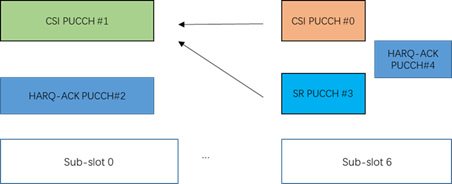 CSI PUCCH #1
CSI PUCCH #0
HARQ-ACK
PUCCH#4
HARQ-ACK PUCCH#2
SR PUCCH #3
Sub-slot 0
...
Sub-slot 6